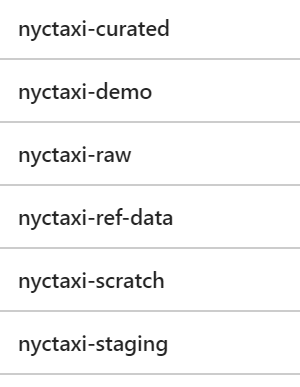 nyctaxi-curated
nyctaxi-demo
nyctaxi-raw
nyctaxi-ref-data
nyctaxi-scratch
nyctaxi-staging